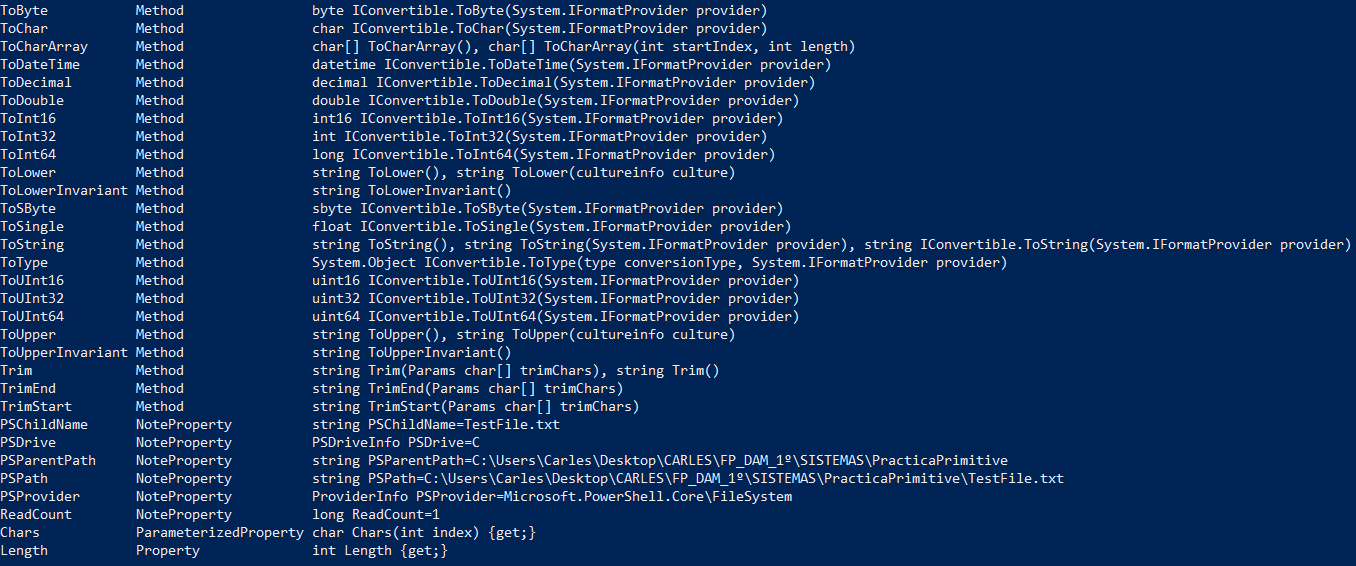 ToByte Method byte IConvertible.ToByte(System.IFormatProvider provider)
ToChar Method char IConvertible.ToChar(System.IFormatProvider provider)
ToCharArray Method char[] ToCharArray(), char[] ToCharArray(int startIndex, int length)
ToDateTime Method datetime IConvertible.ToDateTime(System.IFormatProvider provider)
ToDecimal Method decimal IConvertible.ToDecimal(System.IFormatProvider provider)
ToDouble Method double IConvertible.ToDouble(System.IFormatProvider provider)
ToInt16 Method int16 IConvertible.ToInt16(System.IFormatProvider provider)
ToInt32 Method int IConvertible.ToInt32(System.IFormatProvider provider)
ToInt64 Method long IConvertible.ToInt64(System.IFormatProvider provider)
ToLower Method string ToLower(), string ToLower(cultureinfo culture)
ToLowerInvariant Method string ToLowerInvariant()
ToSByte Method sbyte IConvertible.ToSByte(System.IFormatProvider provider)
ToSingle Method float IConvertible.ToSingle(System.IFormatProvider provider)
ToString Method string ToString(), string ToString(System.IFormatProvider provider), string IConvertible.ToString(System.IFormatProvider provider)
ToType Method System.Object IConvertible.ToType(type conversionType, System.IFormatProvider provider)
ToUInt16 Method uint16 IConvertible.ToUInt16(System.IFormatProvider provider)
ToUInt32 Method uint32 IConvertible.ToUInt32(System.IFormatProvider provider)
ToUInt64 Method uint64 IConvertible.ToUInt64(System.IFormatProvider provider)
ToUpper Method string ToUpper(), string ToUpper(cultureinfo culture)
ToUpperInvariant Method string ToUpperInvariant()
Trim Method string Trim(Params char[] trimChars), string Trim()
TrimEnd Method string TrimEnd(Params char[] trimChars)
TrimStart Method string TrimStart(Params char[] trimChars)
PSChildName NoteProperty string PSChildName=TestFile.txt
PSDrive NoteProperty PSDriveInfo PSDrive=C
PSParentPath NoteProperty string PSParentPath=C:\Users\Carles\Desktop\CARLES\FP_DAM_1º\SISTEMAS\PracticaPrimitive
PSPath NoteProperty string PSPath=C:\Users\Carles\Desktop\CARLES\FP_DAM_1º\SISTEMAS\PracticaPrimitive\TestFile.txt
PSProvider NoteProperty ProviderInfo PSProvider=Microsoft.PowerShell.Core\FileSystem
ReadCount NoteProperty long ReadCount=1
Chars ParameterizedProperty char Chars(int index) {get;}
Length Property int Length {get;}